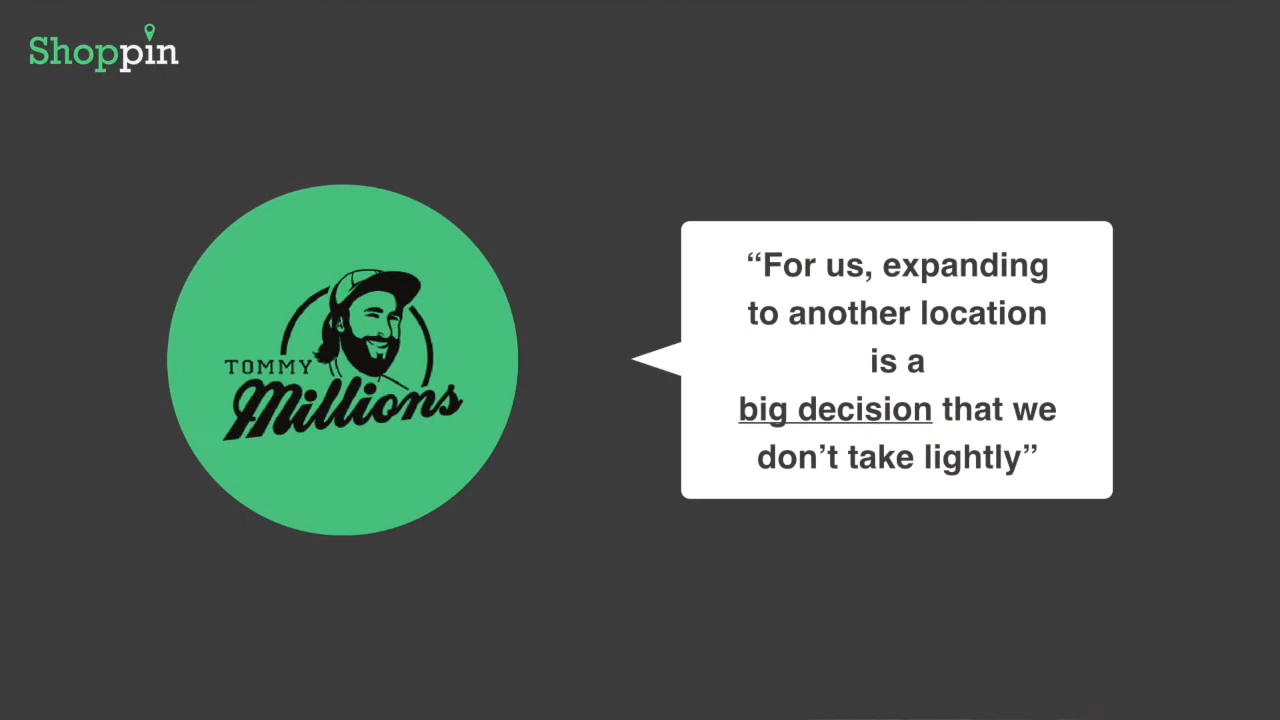 Shoppin
TOMMY
Millions
“For us, expanding
to another location
is a
big decision that we
don’t take lightly”